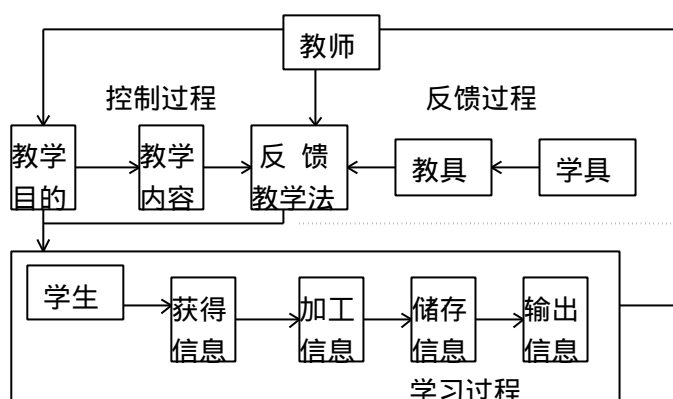 教师
控制过程
反馈过程
教学
目的
教学
内容
反 馈
教学法
教具
学具
学生
获得
信息
加工
信息
储存
信息
输出
信息
学习过程